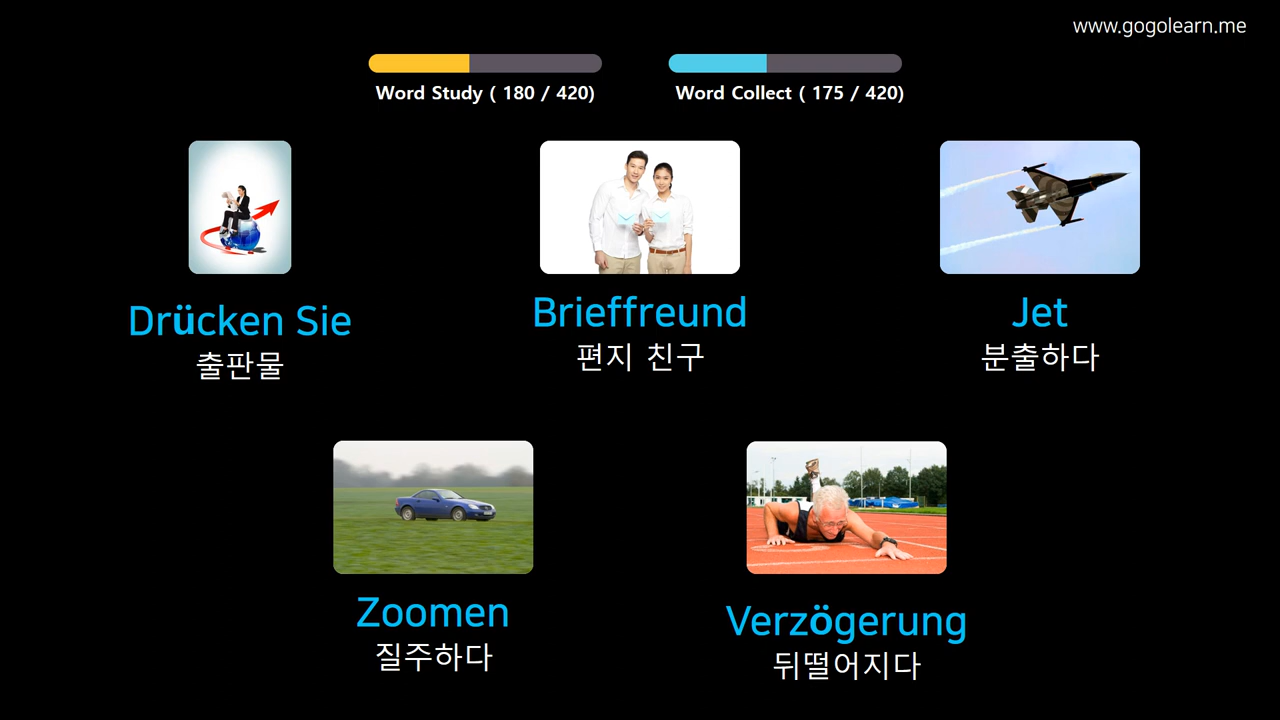 www.gogolearn.me
Word Study ( 180 / 420)
Word Collect ( 175 / 420)
Drücken Sie
출판물
Brieffreund
편지 친구
Jet
분출하다
Zoomen
질주하다
Verzögerung
뒤떨어지다